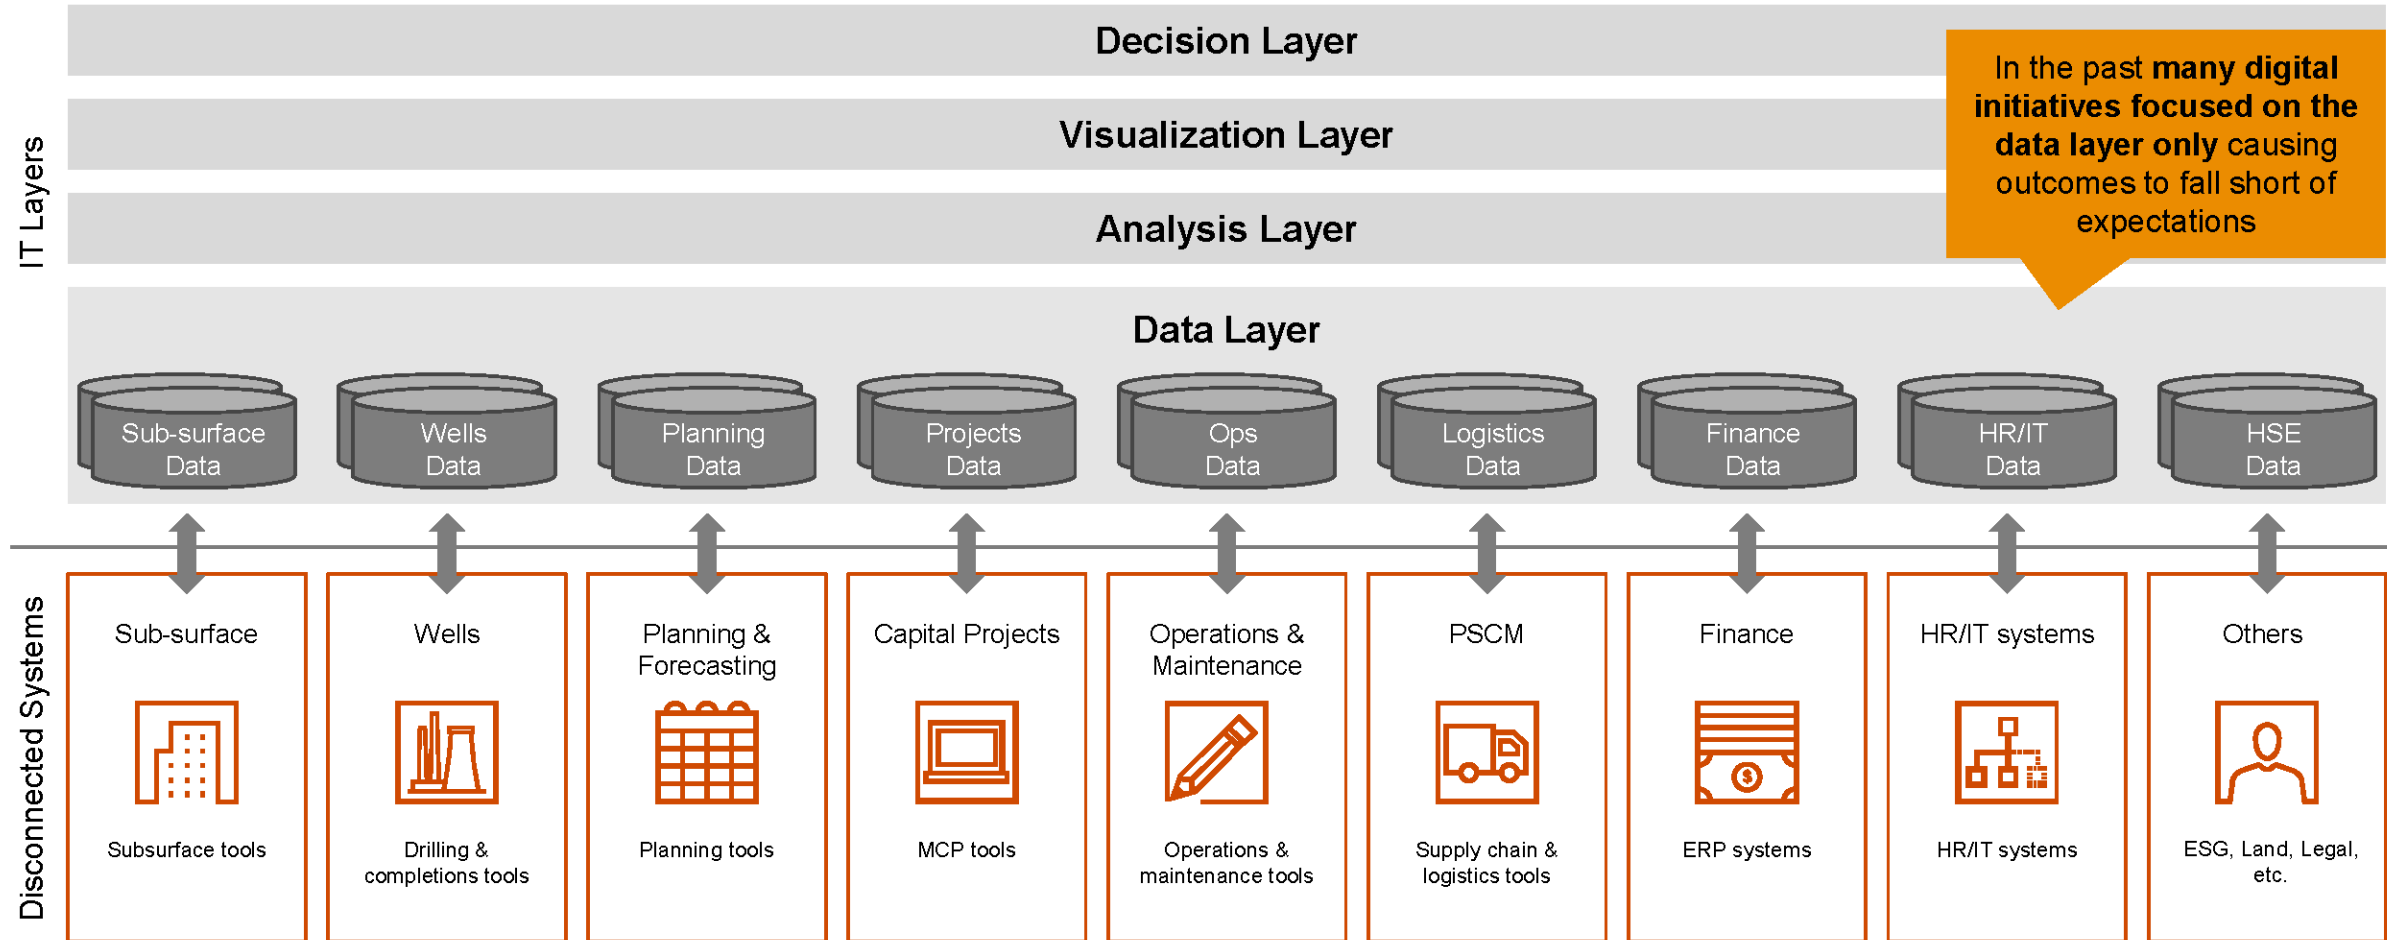 IT Layers
Decision Layer
Visualization Layer
Analysis Layer
In the past many digital
initiatives focused on the
data layer only causing
outcomes to fall short of
expectations
Data Layer
Sub-surface
Data
Wells
Data
Planning
Data
Projects
Data
Ops
Data
Logistics
Data
Finance
Data
HR/IT
Data
HSE
Data
Disconnected Systems
Sub-surface
Subsurface tools
Wells
Drilling &
completions tools
Planning &
Forecasting
Planning tools
Capital Projects
MCP tools
Operations &
Maintenance
Operations &
maintenance tools
PSCM
Supply chain &
logistics tools
Finance
$
ERP systems
HR/IT systems
HR/IT systems
Others
ESG, Land, Legal,
etc.